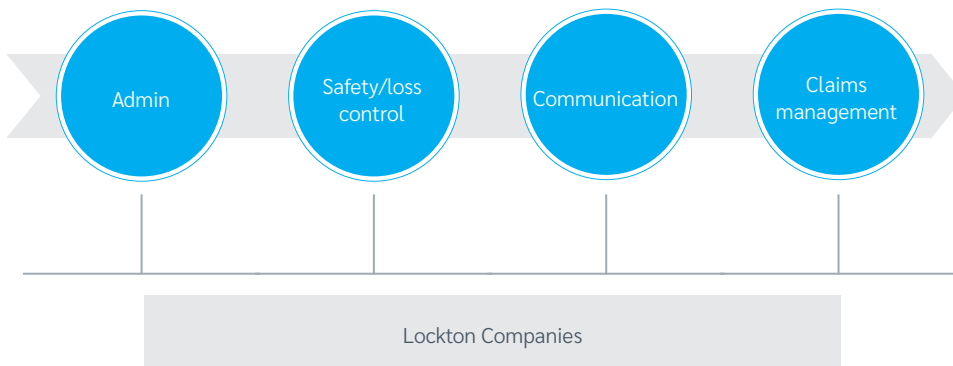 Admin
Safety/loss
control
Communication
Claims
management
Lockton Companies